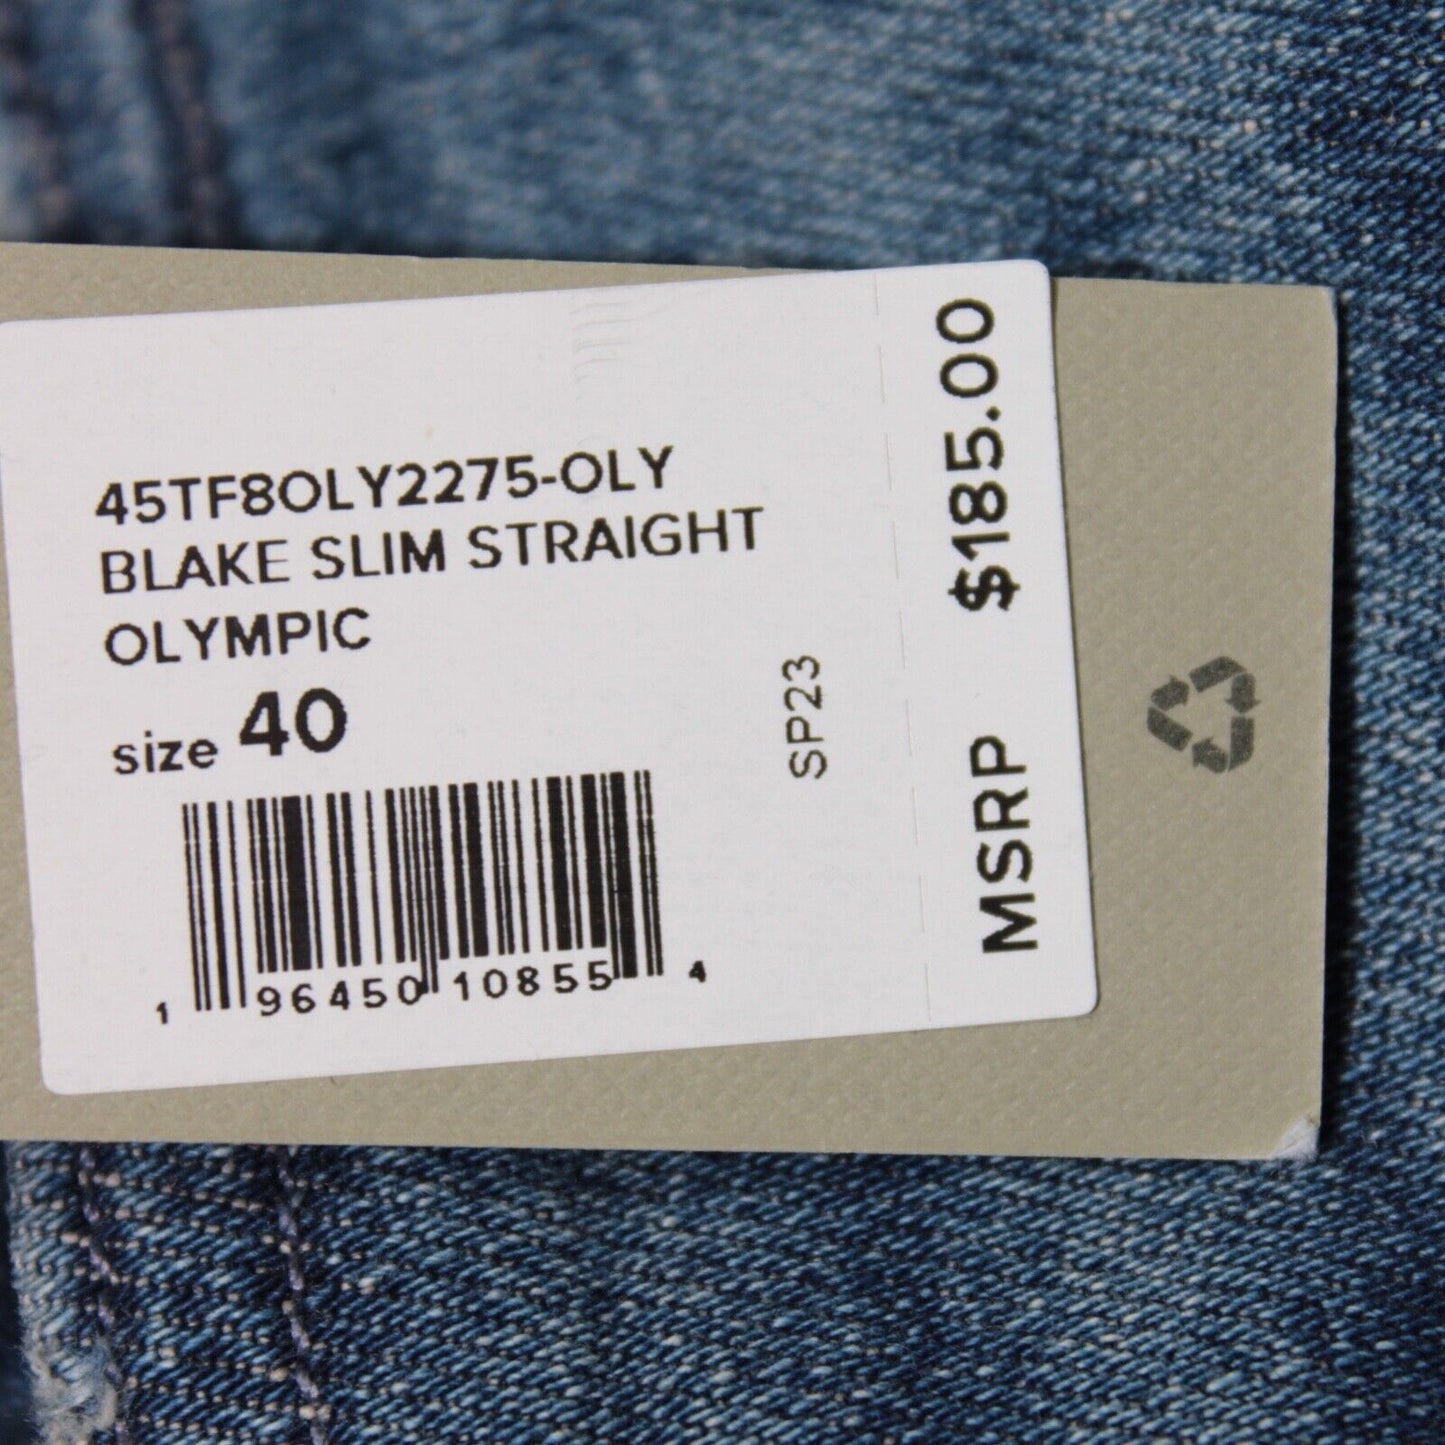 45TF8OLY2275-OLY
BLAKE SLIM STRAIGHT
OLYMPIC
size 40
1 96450 10855 4
SP23
MSRP $185.00